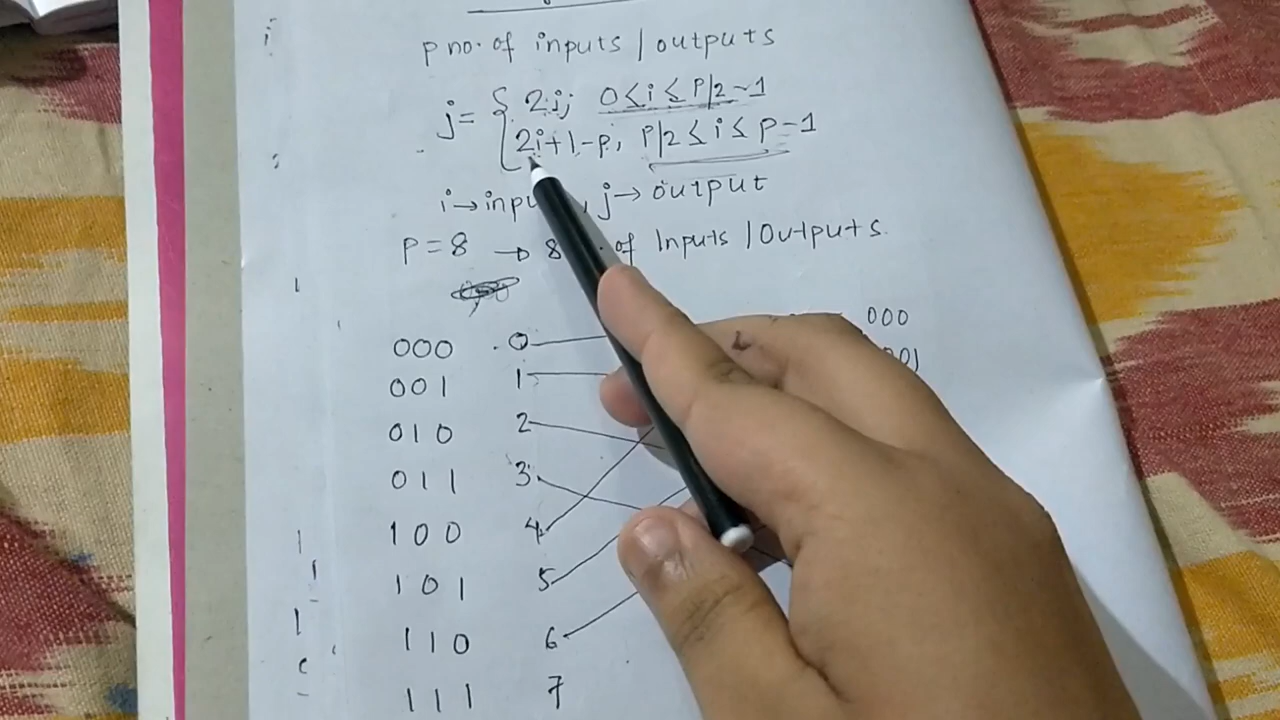 p no. of inputs / outputs
j = { 2i, 0 ≤ i ≤ P/2 - 1
2i + 1 - p, P/2 ≤ i ≤ p - 1
i → , j → output
P = 8 → 8 of Inputs / Outputs.
000 0 000
001 1
010 2
011 3
100 4
101 5
110 6
111 7